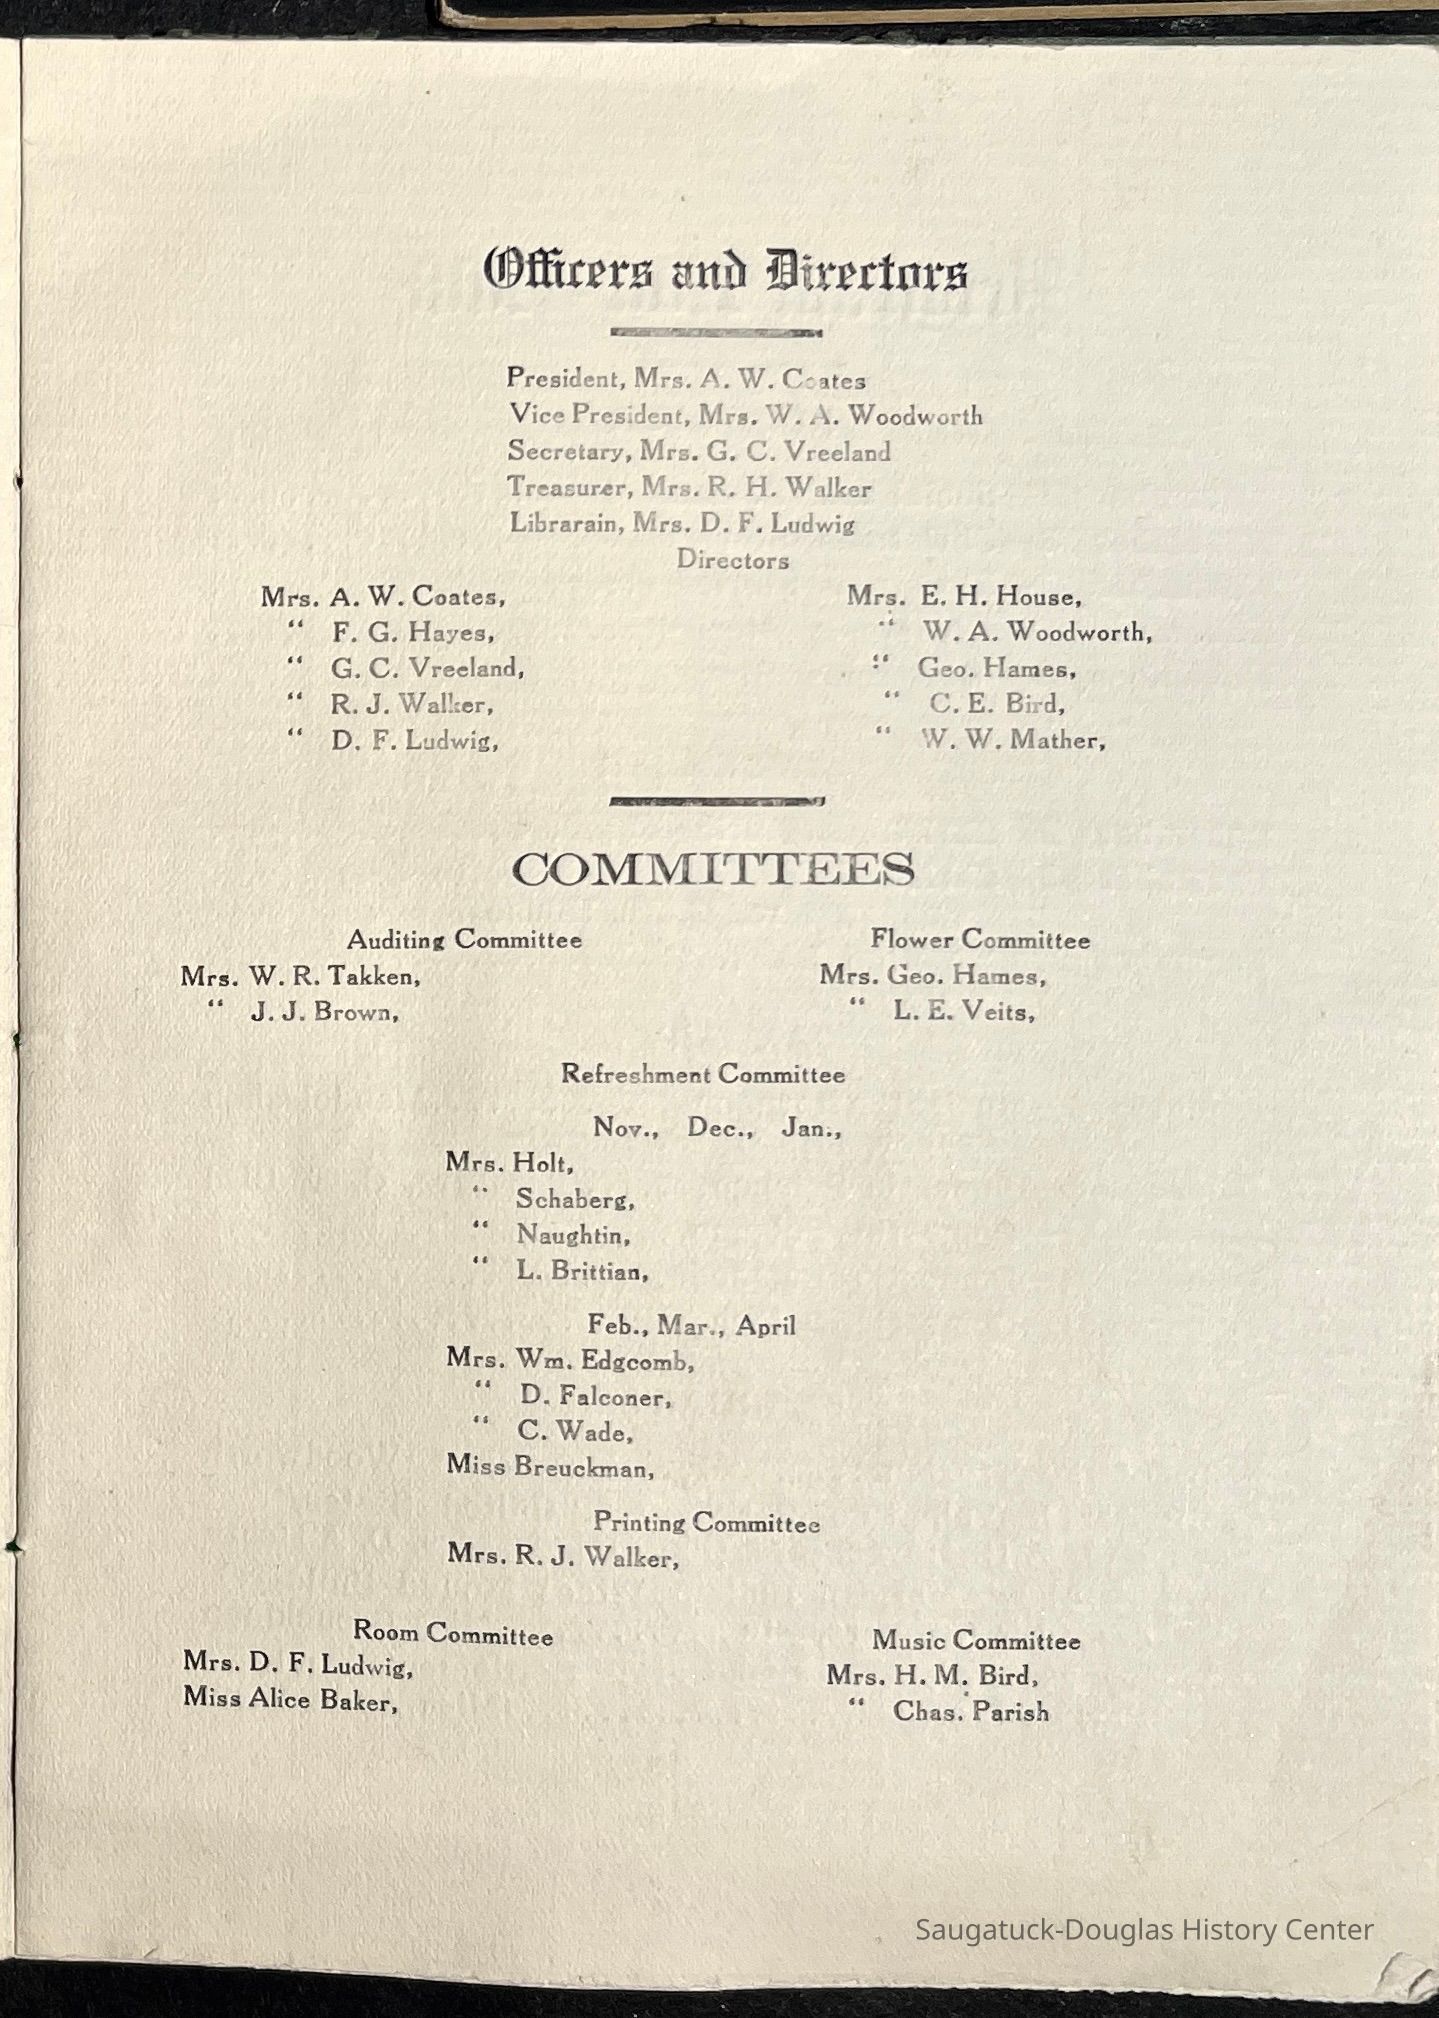 Officers and Directors
President, Mrs. A. W. Coates
Vice President, Mrs. W. A. Woodworth
Secretary, Mrs. G. C. Vreeland
Treasurer, Mrs. R. H. Walker
Librarain, Mrs. D. F. Ludwig
Directors
Mrs. A. W. Coates,
“ F. G. Hayes,
“ G. C. Vreeland,
“ R. J. Walker,
“ D. F. Ludwig,
Mrs. E. H. House,
“ W. A. Woodworth,
“ Geo. Hames,
“ C. E. Bird,
“ W. W. Mather,
COMMITTEES
Auditing Committee
Mrs. W. R. Takken,
“ J. J. Brown,
Flower Committee
Mrs. Geo. Hames,
“ L. E. Veits,
Refreshment Committee
Nov., Dec., Jan.,
Mrs. Holt,
“ Schaberg,
“ Naughtin,
“ L. Brittian,
Feb., Mar., April
Mrs. Wm. Edgcomb,
“ D. Falconer,
“ C. Wade,
Miss Breuckman,
Printing Committee
Mrs. R. J. Walker,
Room Committee
Mrs. D. F. Ludwig,
Miss Alice Baker,
Music Committee
Mrs. H. M. Bird,
“ Chas. Parish
Saugatuck-Douglas History Center